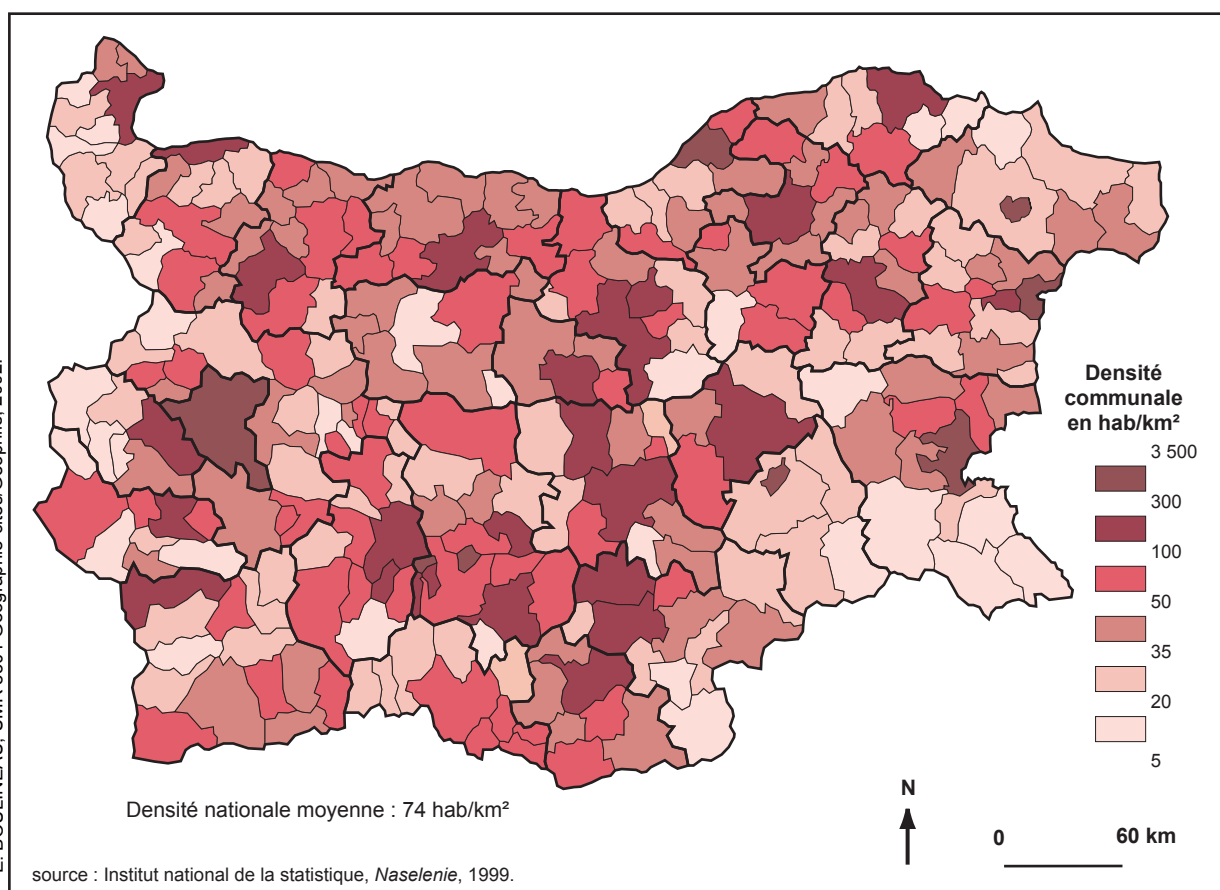 Densité
communale
en hab/km²
3 500
300
100
50
35
20
5
N
0 60 km
Densité nationale moyenne : 74 hab/km²
source : Institut national de la statistique, Naselenie, 1999.